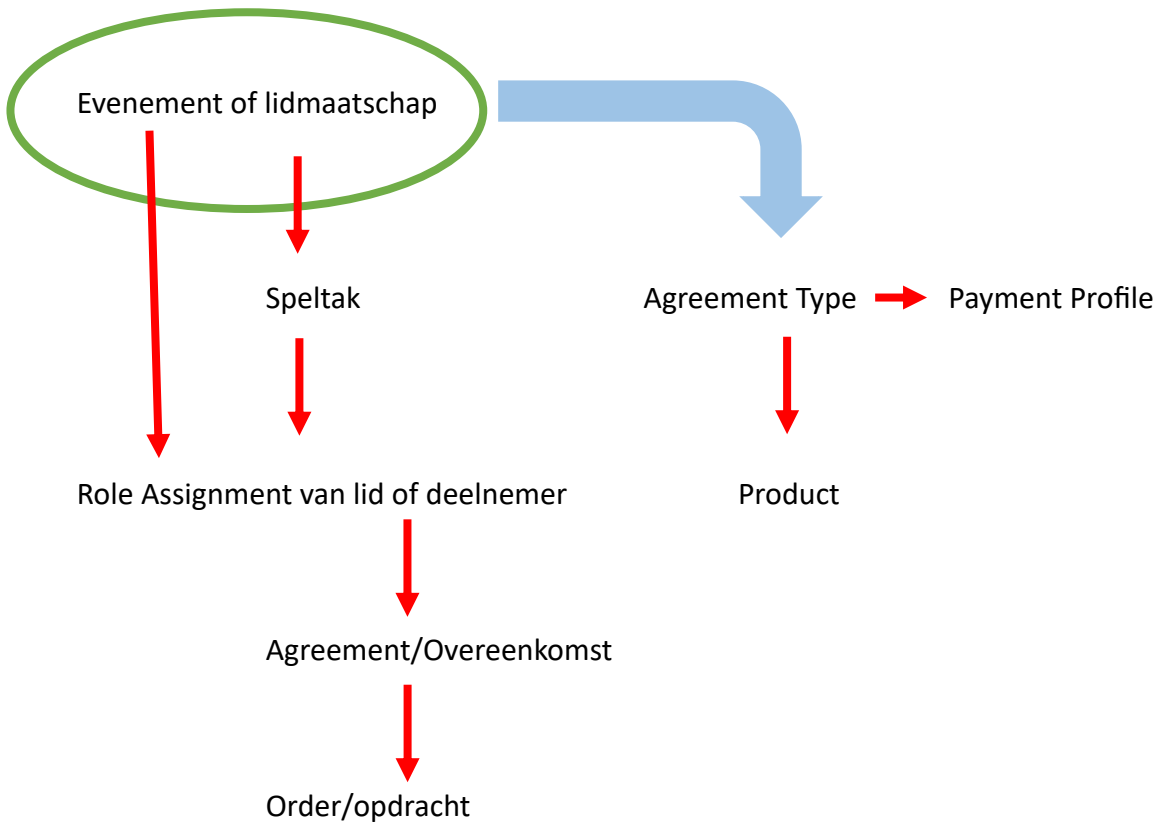 Evenement of lidmaatschap
Speltak
Agreement Type
Payment Profile
Role Assignment van lid of deelnemer
Product
Agreement/Overeenkomst
Order/opdracht